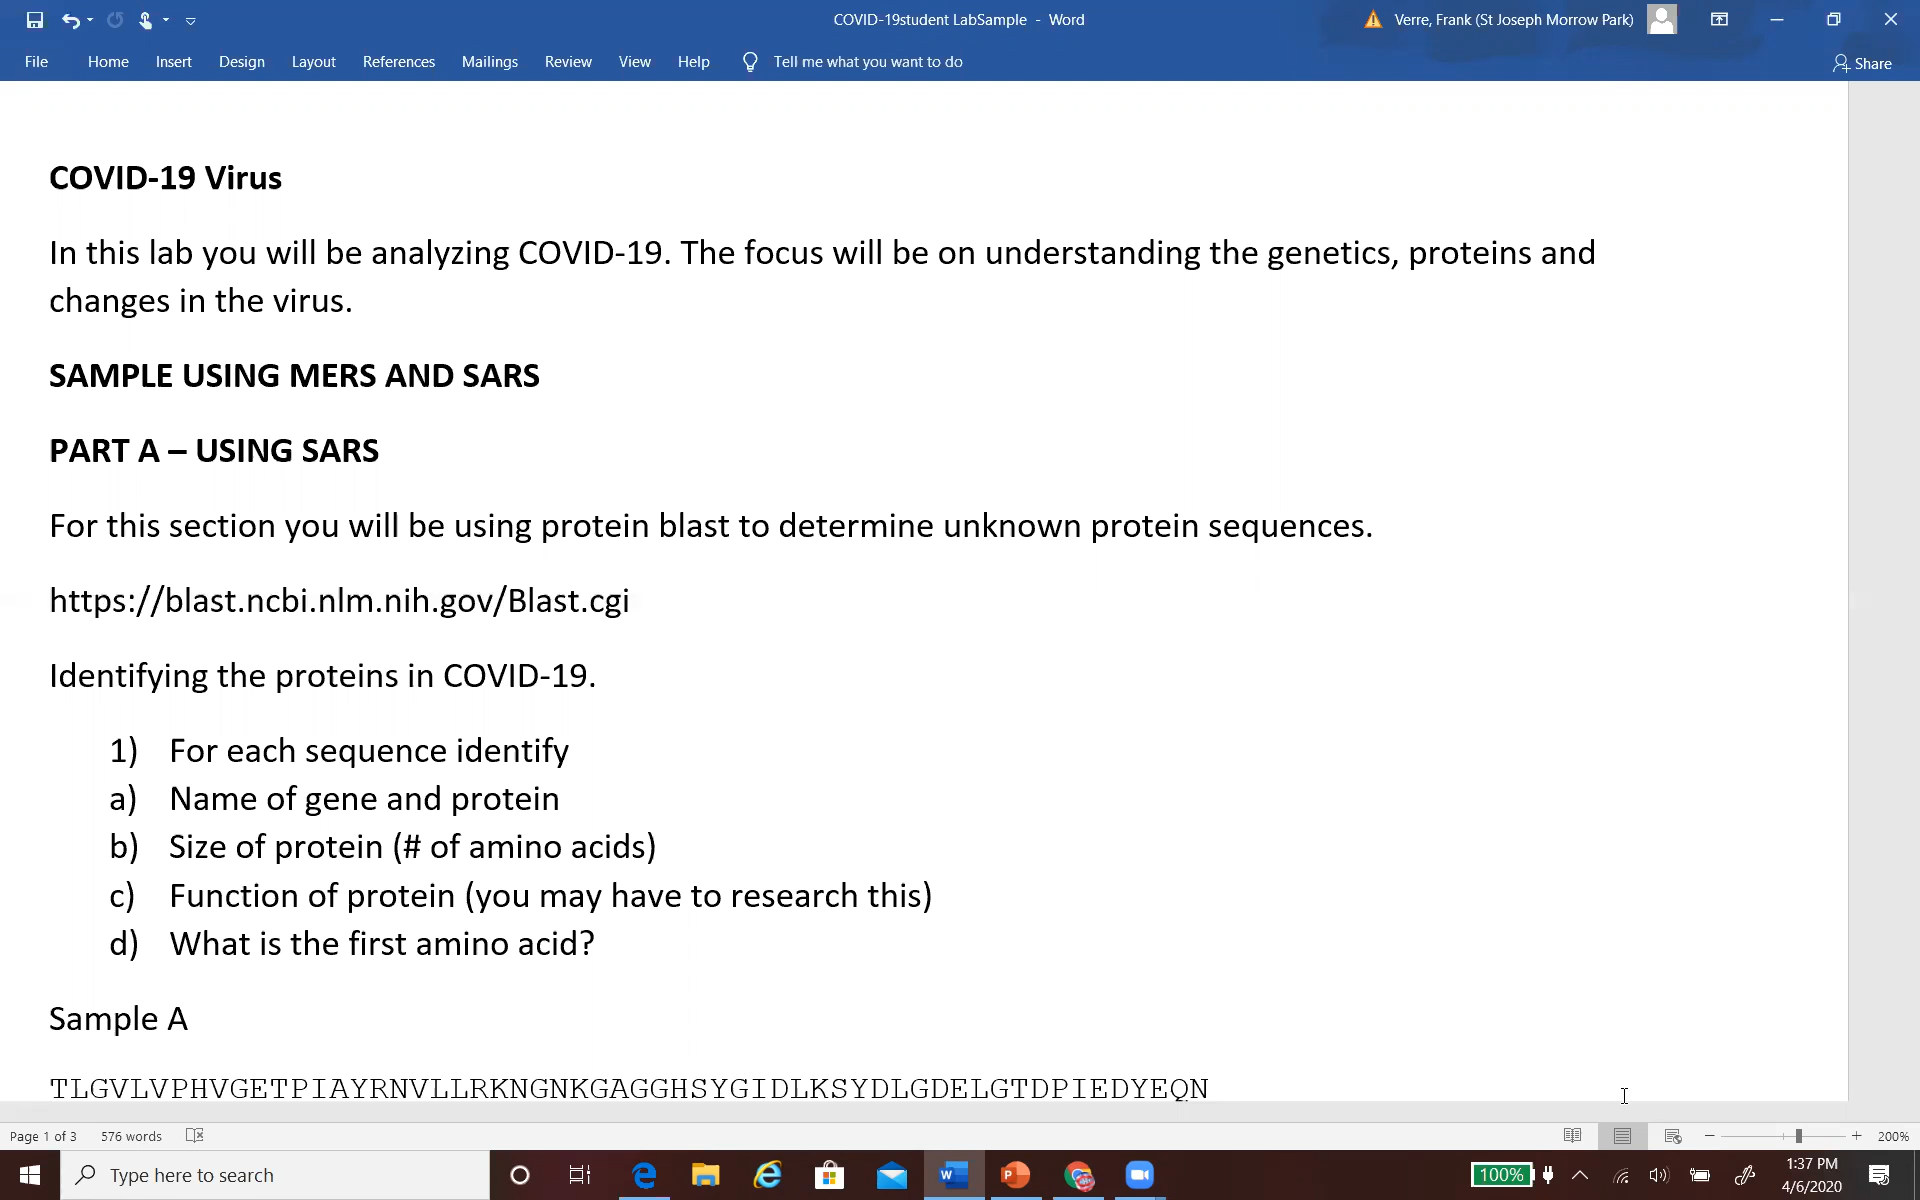 COVID-19student LabSample - Word
Verre, Frank (St Joseph Morrow Park)
File Home Insert Design Layout References Mailings Review View Help Tell me what you want to do
Share
COVID-19 Virus
In this lab you will be analyzing COVID-19. The focus will be on understanding the genetics, proteins and
changes in the virus.
SAMPLE USING MERS AND SARS
PART A – USING SARS
For this section you will be using protein blast to determine unknown protein sequences.
https://blast.ncbi.nlm.nih.gov/Blast.cgi
Identifying the proteins in COVID-19.
1) For each sequence identify
a) Name of gene and protein
b) Size of protein (# of amino acids)
c) Function of protein (you may have to research this)
d) What is the first amino acid?
Sample A
TLGVLVPHVGETPIAYRNVLLRKNGNKGAGGHSYGIDLKSYDLGDELGTDPIEDYEQN
Page 1 of 3 576 words
200%
Type here to search
100%
1:37 PM
4/6/2020